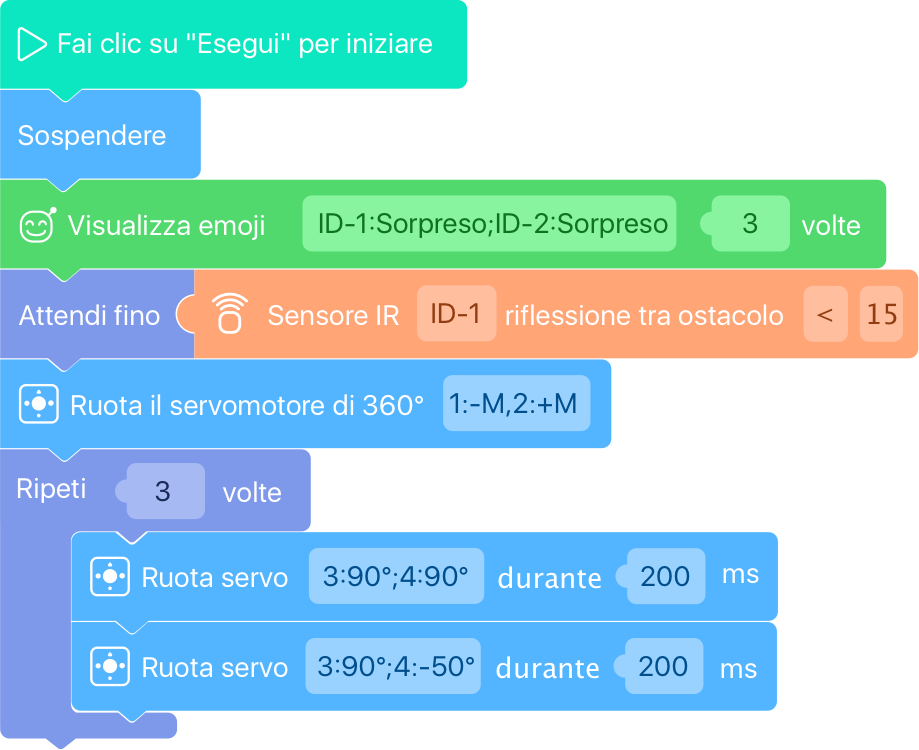 Fai clic su "Esegui" per iniziare
Sospendere
Visualizza emoji ID-1:Sorpreso;ID-2:Sorpreso 3 volte
Attendi fino Sensore IR ID-1 riflessione tra ostacolo < 15
Ruota il servomotore di 360° 1:-M,2:+M
Ripeti 3 volte
Ruota servo 3:90°;4:90° durante 200 ms
Ruota servo 3:90°;4:-50° durante 200 ms